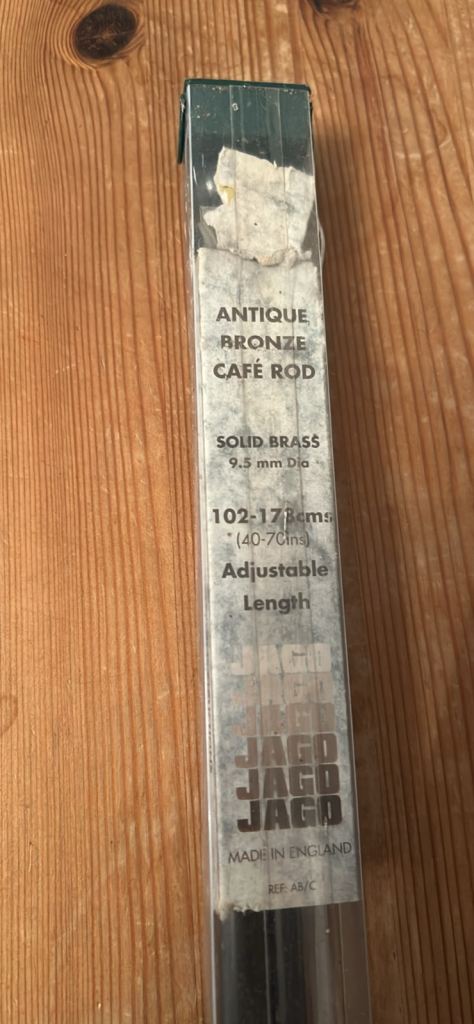 ANTIQUE
BRONZE
CAFÉ ROD
SOLID BRASS
9.5 mm Dia
102-178cms
(40-70ins)
Adjustable
Length
JAGO
JAGO
JAGO
JAGO
JAGO
JAGO
MADE IN ENGLAND
REF: AB/C